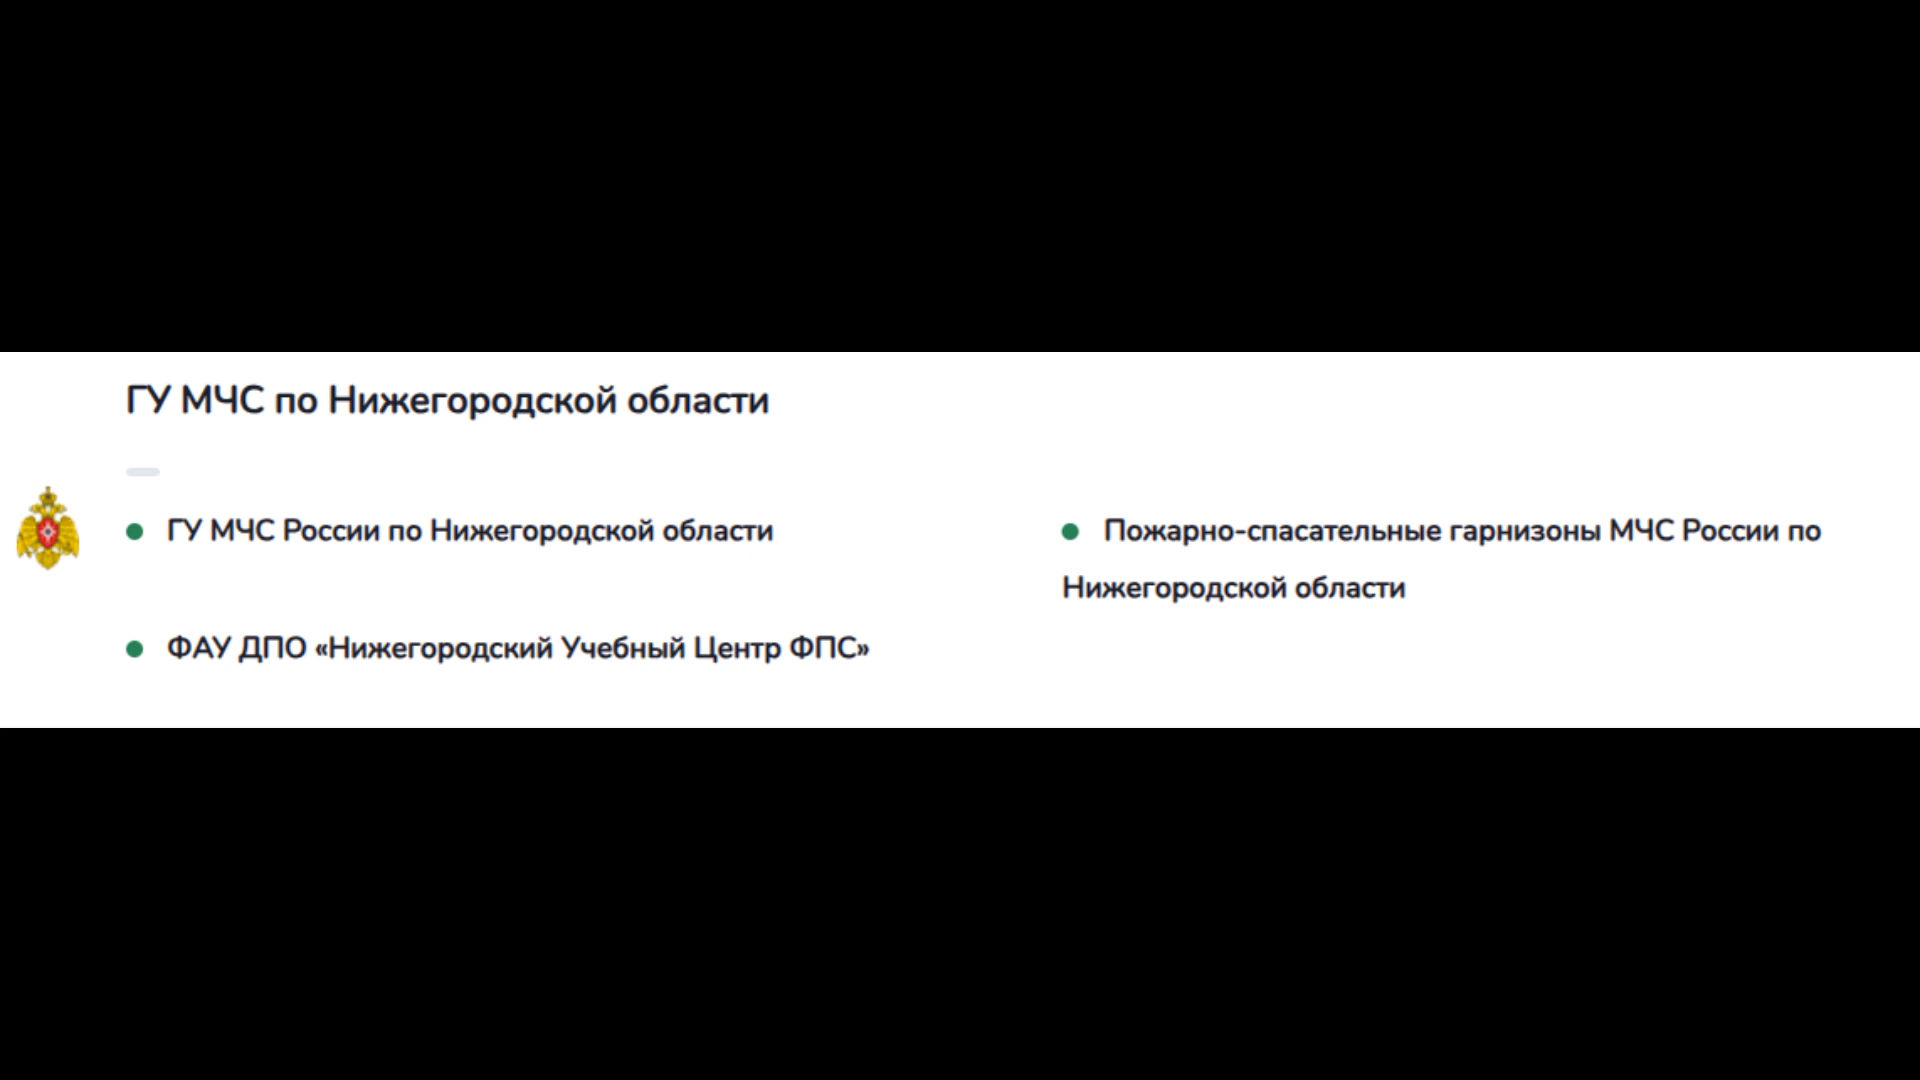 ГУ МЧС по Нижегородской области
ГУ МЧС России по Нижегородской области
Пожарно-спасательные гарнизоны МЧС России по
Нижегородской области
ФАУ ДПО «Нижегородский Учебный Центр ФПС»